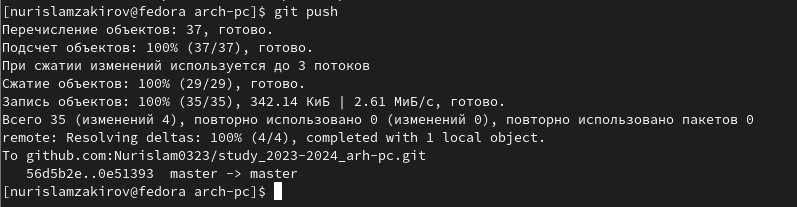 [nurislamzakirov@fedora arch-pc]$ git push
Перечисление объектов: 37, готово.
Подсчет объектов: 100% (37/37), готово.
При сжатии изменений используется до 3 потоков
Сжатие объектов: 100% (29/29), готово.
Запись объектов: 100% (35/35), 342.14 КиБ | 2.61 МиБ/с, готово.
Всего 35 (изменений 4), повторно использовано 0 (изменений 0), повторно использовано пакетов 0
remote: Resolving deltas: 100% (4/4), completed with 1 local object.
To github.com:Nurislam0323/study_2023-2024_arh-pc.git
   56d5b2e..0e51393  master -> master
[nurislamzakirov@fedora arch-pc]$